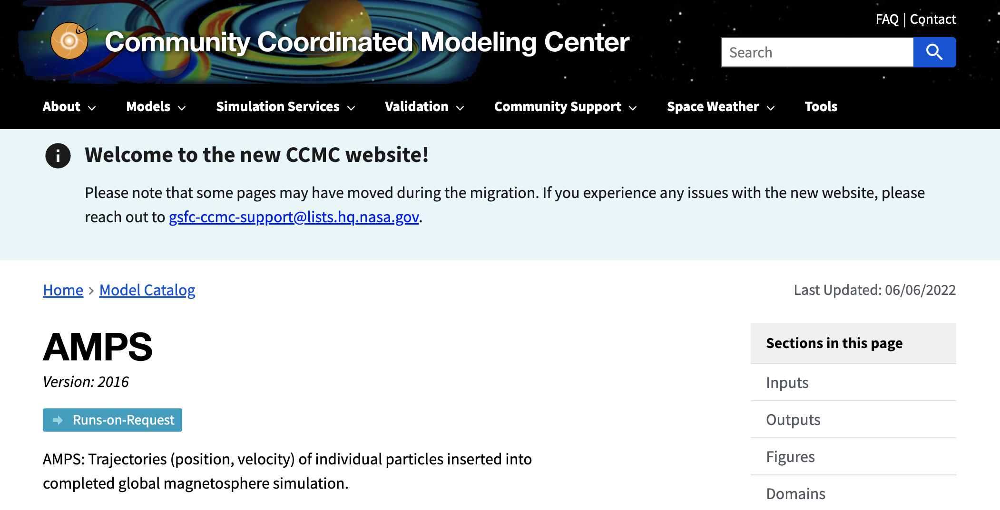 FAQ | Contact
Community Coordinated Modeling Center
Search
About Models Simulation Services Validation Community Support Space Weather Tools
Welcome to the new CCMC website!
Please note that some pages may have moved during the migration. If you experience any issues with the new website, please
reach out to gsfc-ccmc-support@lists.hq.nasa.gov.
Home > Model Catalog
Last Updated: 06/06/2022
AMPS
Version: 2016
Runs-on-Request
AMPS: Trajectories (position, velocity) of individual particles inserted into
completed global magnetosphere simulation.
Sections in this page
Inputs
Outputs
Figures
Domains